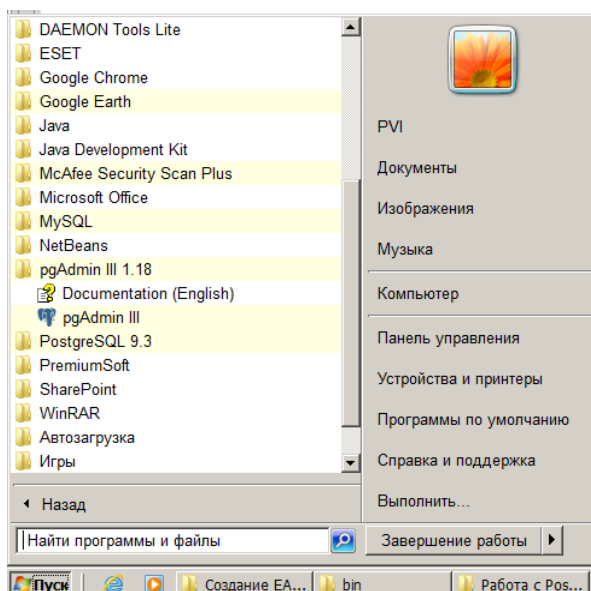 DAEMON Tools Lite
ESET
Google Chrome
Google Earth
Java
Java Development Kit
McAfee Security Scan Plus
Microsoft Office
MySQL
NetBeans
pgAdmin III 1.18
Documentation (English)
pgAdmin III
PostgreSQL 9.3
PremiumSoft
SharePoint
WinRAR
Автозагрузка
Игры
Назад
Найти программы и файлы
PVI
Документы
Изображения
Музыка
Компьютер
Панель управления
Устройства и принтеры
Программы по умолчанию
Справка и поддержка
Выполнить...
Завершение работы
Пуск
Создание EA...
bin
Работа с Pos...